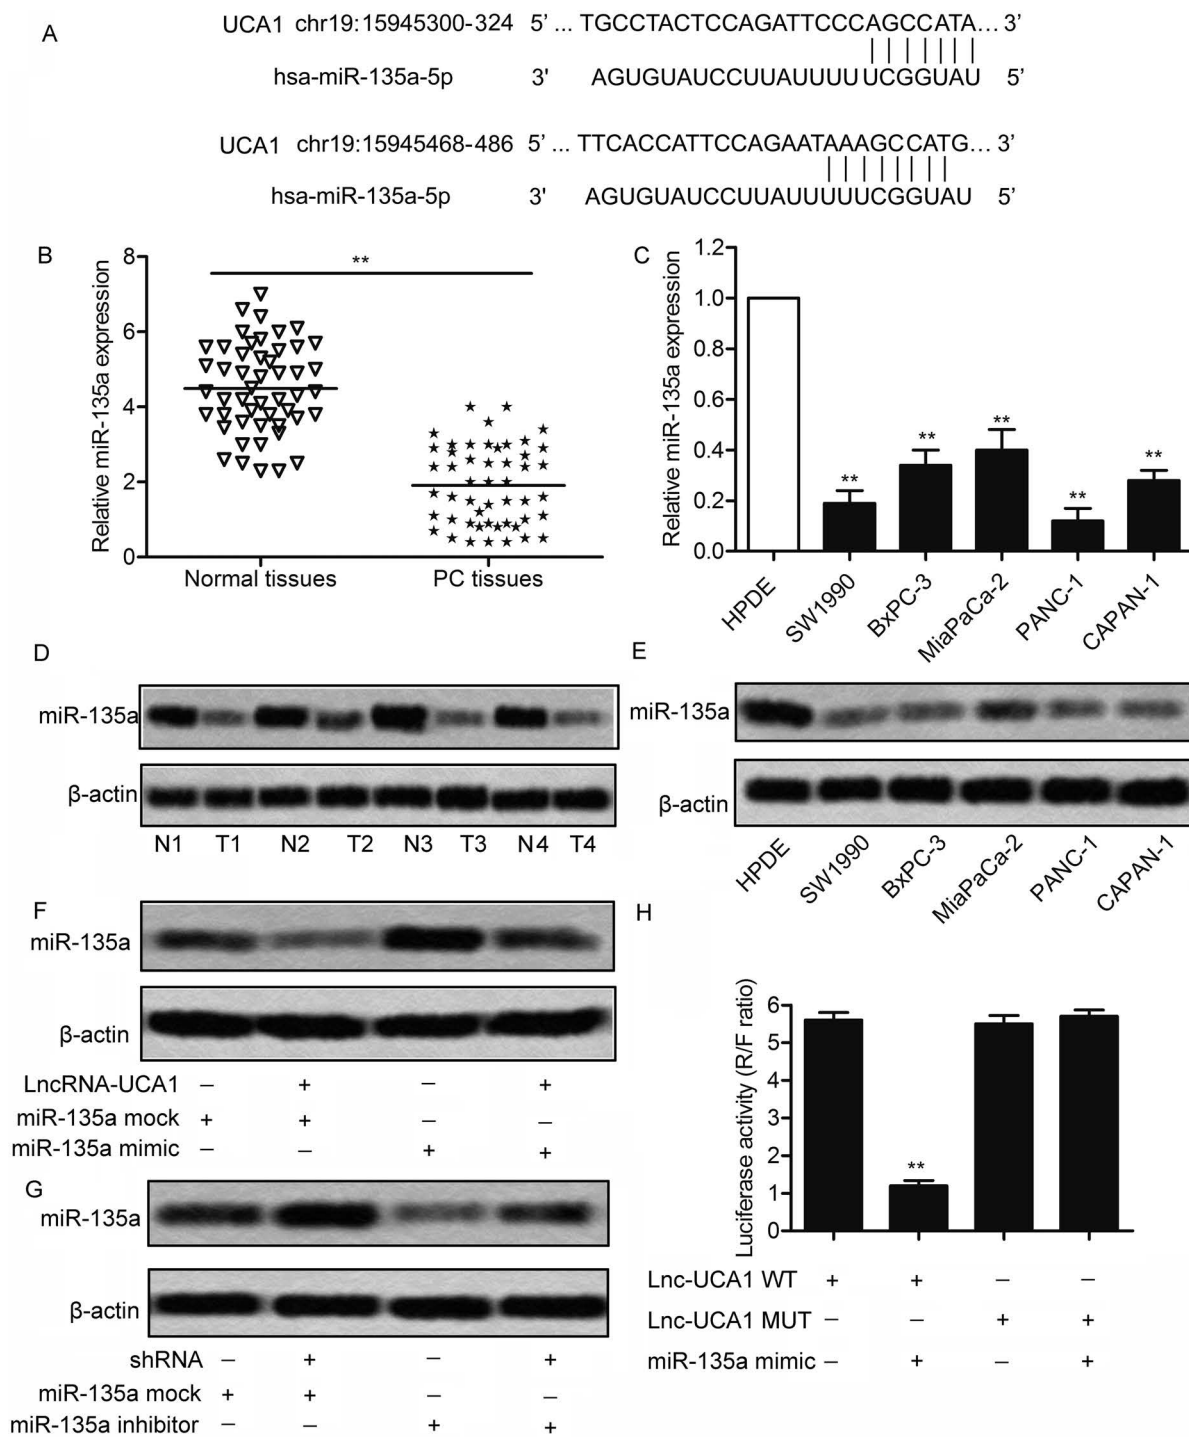 A
UCA1 chr19:15945300-324 5' ... TGCCTACTCCAGATTCCCAGCCATA... 3'
hsa-miR-135a-5p 3' AGUGUAUCCUUAUUUUUCGGUAU 5'
UCA1 chr19:15945468-486 5' ... TTCACCATTCCAGAATAAAGCCATG... 3'
hsa-miR-135a-5p 3' AGUGUAUCCUUAUUUUUCGGUAU 5'
B
Relative miR-135a expression
8
6
4
2
0
**
Normal tissues PC tissues
C
Relative miR-135a expression
1.2
1.0
0.8
0.6
0.4
0.2
0.0
** ** ** ** **
HPDE SW1990 BxPC-3 MiaPaCa-2 PANC-1 CAPAN-1
D
miR-135a
β-actin
N1 T1 N2 T2 N3 T3 N4 T4
E
miR-135a
β-actin
HPDE SW1990 BxPC-3 MiaPaCa-2 PANC-1 CAPAN-1
F
miR-135a
β-actin
LncRNA-UCA1 – + – +
miR-135a mock + + – –
miR-135a mimic – – + +
G
miR-135a
β-actin
shRNA – + – +
miR-135a mock + + – –
miR-135a inhibitor – – + +
H
Luciferase activity (R/F ratio)
6
5
4
3
2
1
0
**
Lnc-UCA1 WT + + – –
Lnc-UCA1 MUT – – + +
miR-135a mimic – + – +